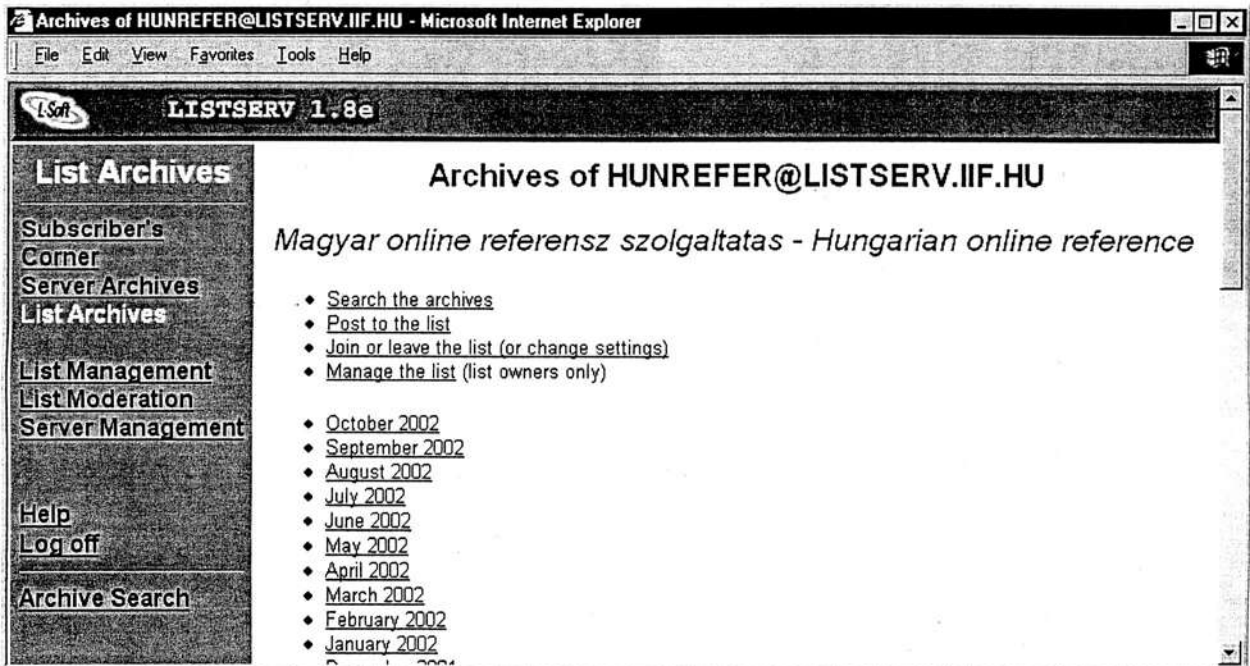 Archives of HUNREFER@LISTSERV.IIF.HU - Microsoft Internet Explorer
File Edit View Favorites Tools Help
L-Soft LISTSERV 1.8e
List Archives
Subscriber's
Corner
Server Archives
List Archives
List Management
List Moderation
Server Management
Help
Log off
Archive Search
Archives of HUNREFER@LISTSERV.IIF.HU
Magyar online referensz szolgaltatas - Hungarian online reference
Search the archives
Post to the list
Join or leave the list (or change settings)
Manage the list (list owners only)
October 2002
September 2002
August 2002
July 2002
June 2002
May 2002
April 2002
March 2002
February 2002
January 2002